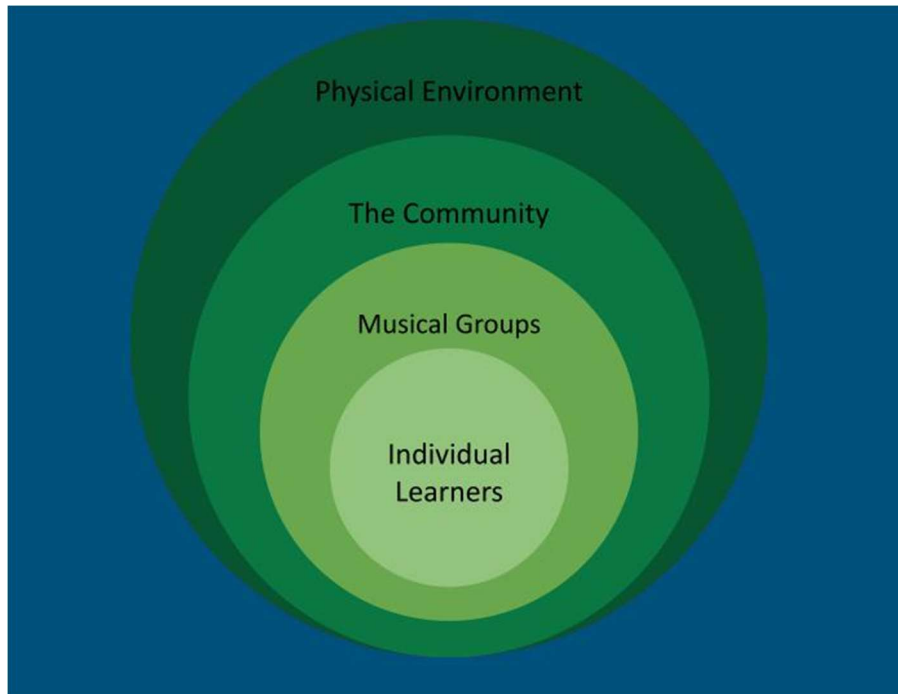 Physical Environment
The Community
Musical Groups
Individual
Learners